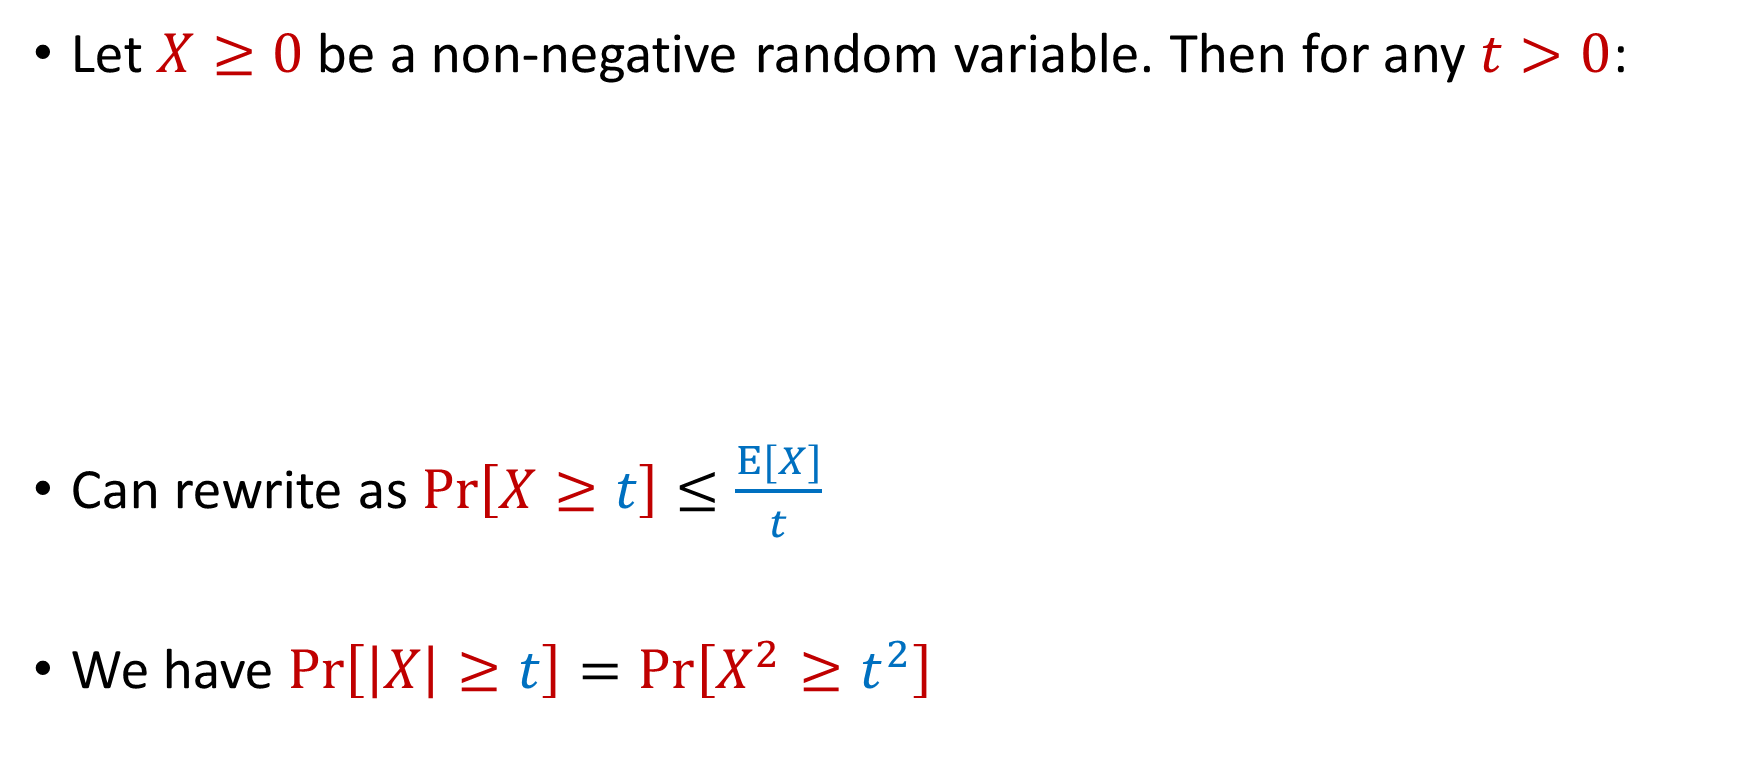 • Let X ≥ 0 be a non-negative random variable. Then for any t > 0:
• Can rewrite as Pr[X ≥ t] ≤ E[X]/t
• We have Pr[|X| ≥ t] = Pr[X² ≥ t²]